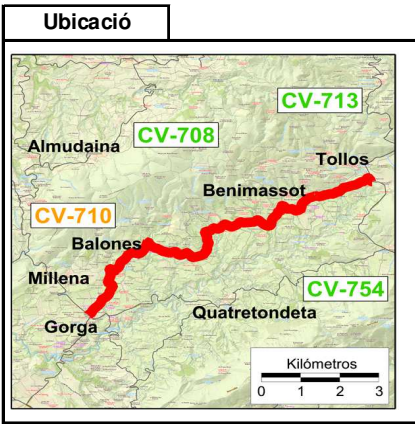 Ubicació
CV-713
CV-708
Almudaina
Tollos
Benimassot
CV-710
Balones
Millena
CV-754
Quatretondeta
Gorga
Kilómetros
0 1 2 3